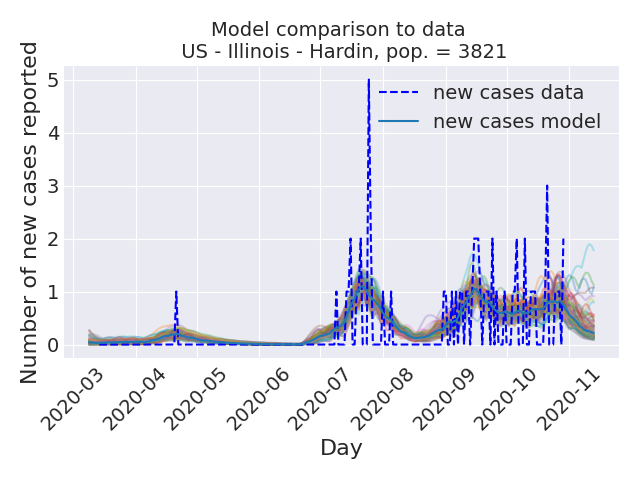 Model comparison to data
US - Illinois - Hardin, pop. = 3821
Number of new cases reported
5
4
3
2
1
0
new cases data
new cases model
2020-03
2020-04
2020-05
2020-06
2020-07
2020-08
2020-09
2020-10
2020-11
Day